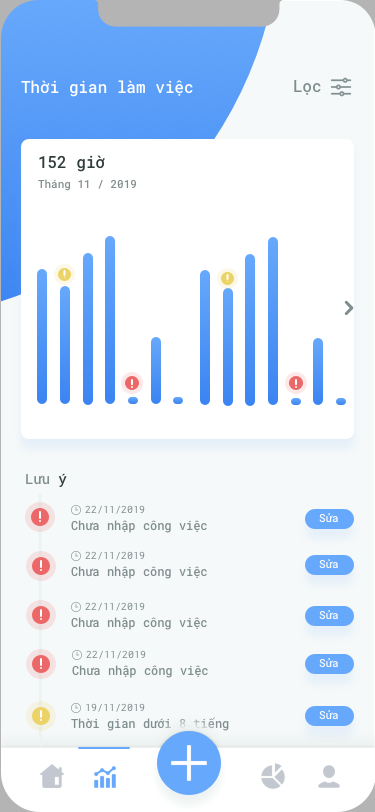 Thời gian làm việc
Lọc
152 giờ
Tháng 11 / 2019
Lưu ý
22/11/2019
Chưa nhập công việc
Sửa
22/11/2019
Chưa nhập công việc
Sửa
22/11/2019
Chưa nhập công việc
Sửa
22/11/2019
Chưa nhập công việc
Sửa
19/11/2019
Thời gian dưới 8 tiếng
Sửa